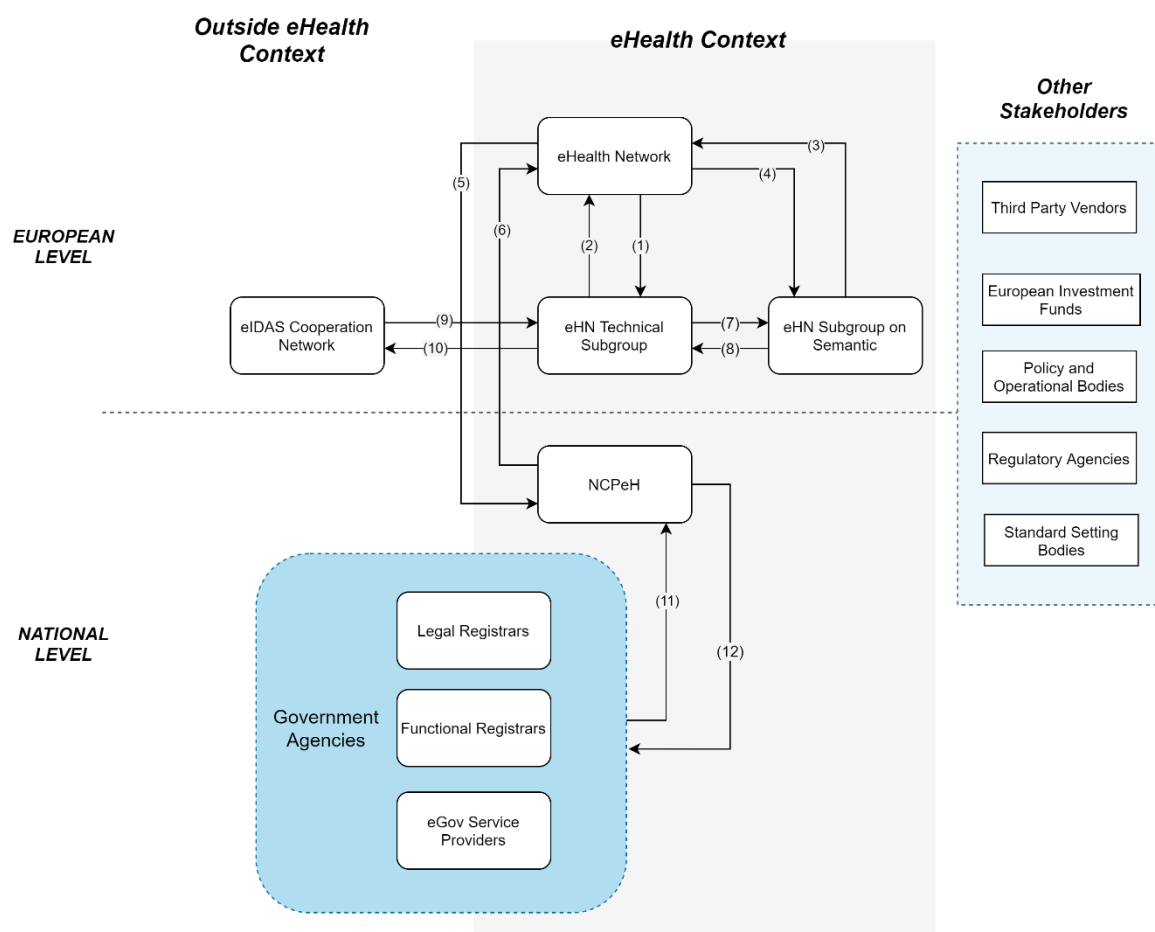 Outside eHealth
Context
eHealth Context
Other
Stakeholders
eHealth Network
(3)
(4)
(5)
(6)
(2)
(1)
EUROPEAN
LEVEL
Third Party Vendors
European Investment
Funds
Policy and
Operational Bodies
Regulatory Agencies
Standard Setting
Bodies
eIDAS Cooperation
Network
(9)
(10)
eHN Technical
Subgroup
(7)
(8)
eHN Subgroup on
Semantic
NCPeH
(11)
(12)
NATIONAL
LEVEL
Government
Agencies
Legal Registrars
Functional Registrars
eGov Service
Providers